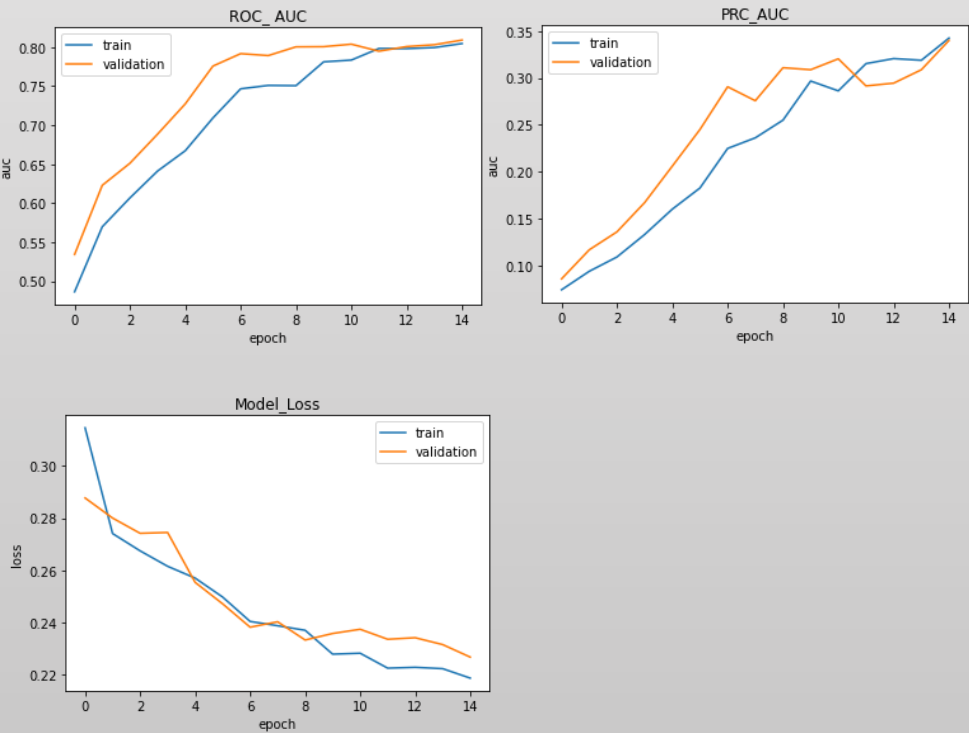 ROC_ AUC
train
validation
0.80
0.75
0.70
0.65
0.60
0.55
0.50
auc
0 2 4 6 8 10 12 14
epoch
PRC_AUC
train
validation
0.35
0.30
0.25
0.20
0.15
0.10
auc
0 2 4 6 8 10 12 14
epoch
Model_Loss
train
validation
0.30
0.28
0.26
0.24
0.22
loss
0 2 4 6 8 10 12 14
epoch